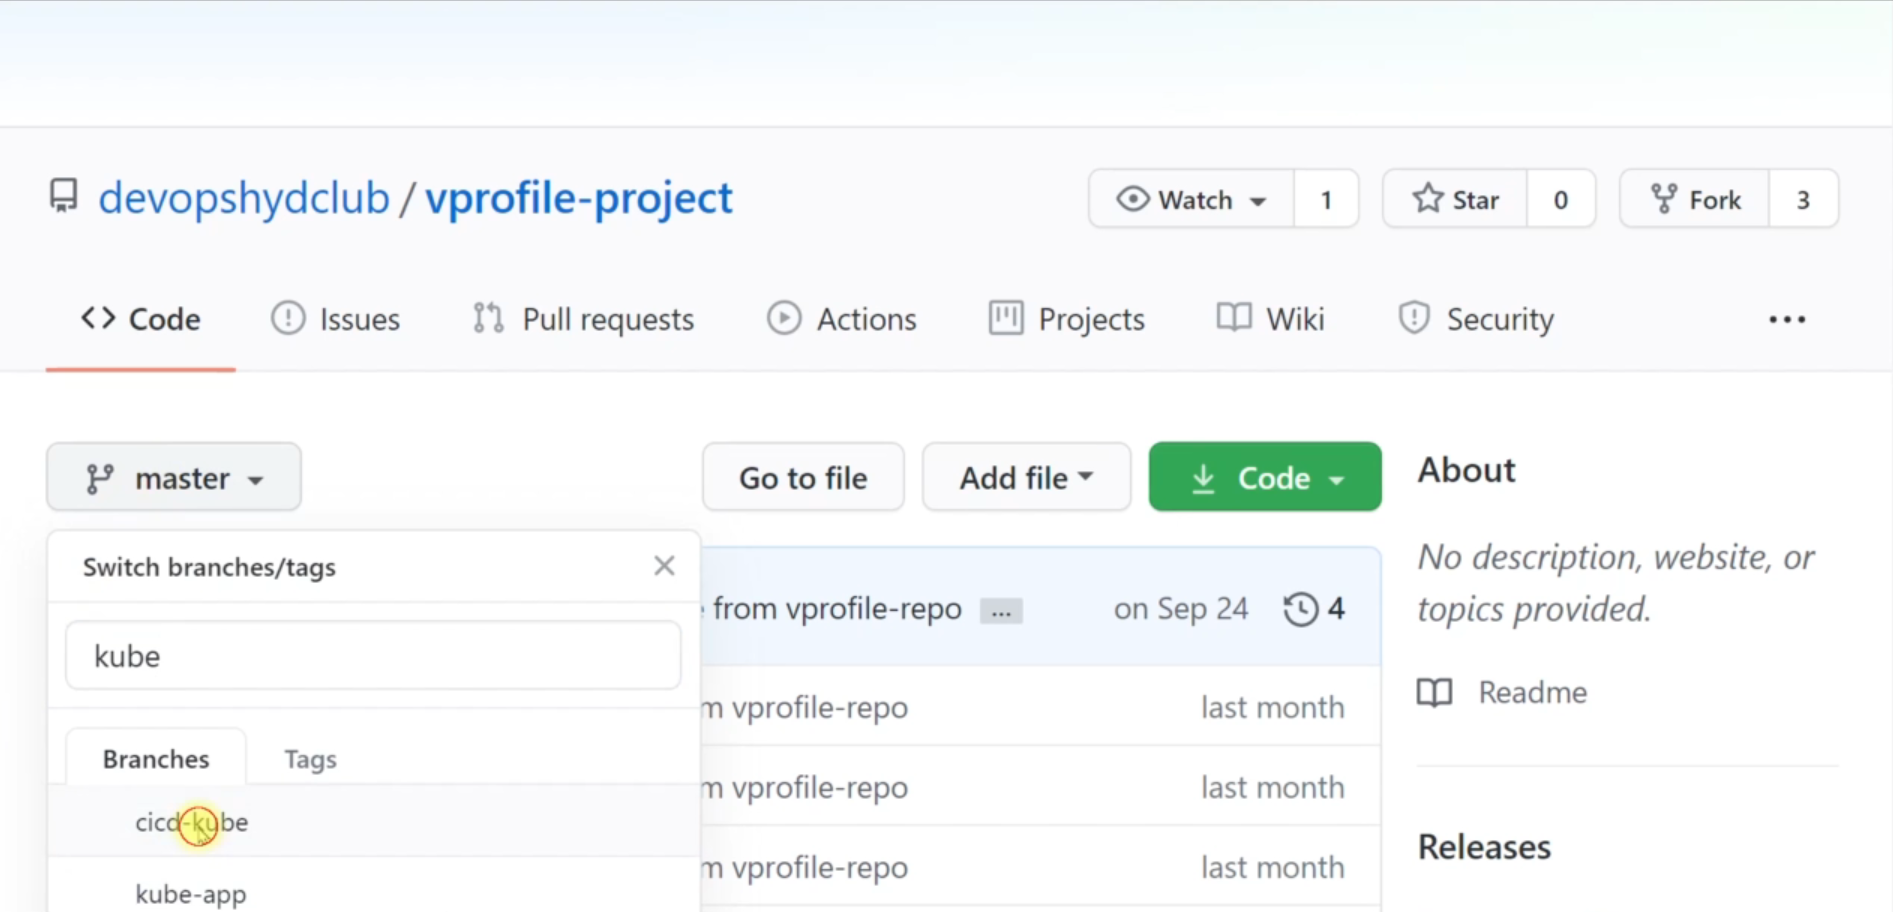 devopshydclub / vprofile-project
Watch 1
Star 0
Fork 3
Code
Issues
Pull requests
Actions
Projects
Wiki
Security
master
Go to file
Add file
Code
About
Switch branches/tags
from vprofile-repo ... on Sep 24 4
No description, website, or
topics provided.
kube
Readme
vprofile-repo last month
Branches
Tags
vprofile-repo last month
cicd-kube
Releases
vprofile-repo last month
kube-app